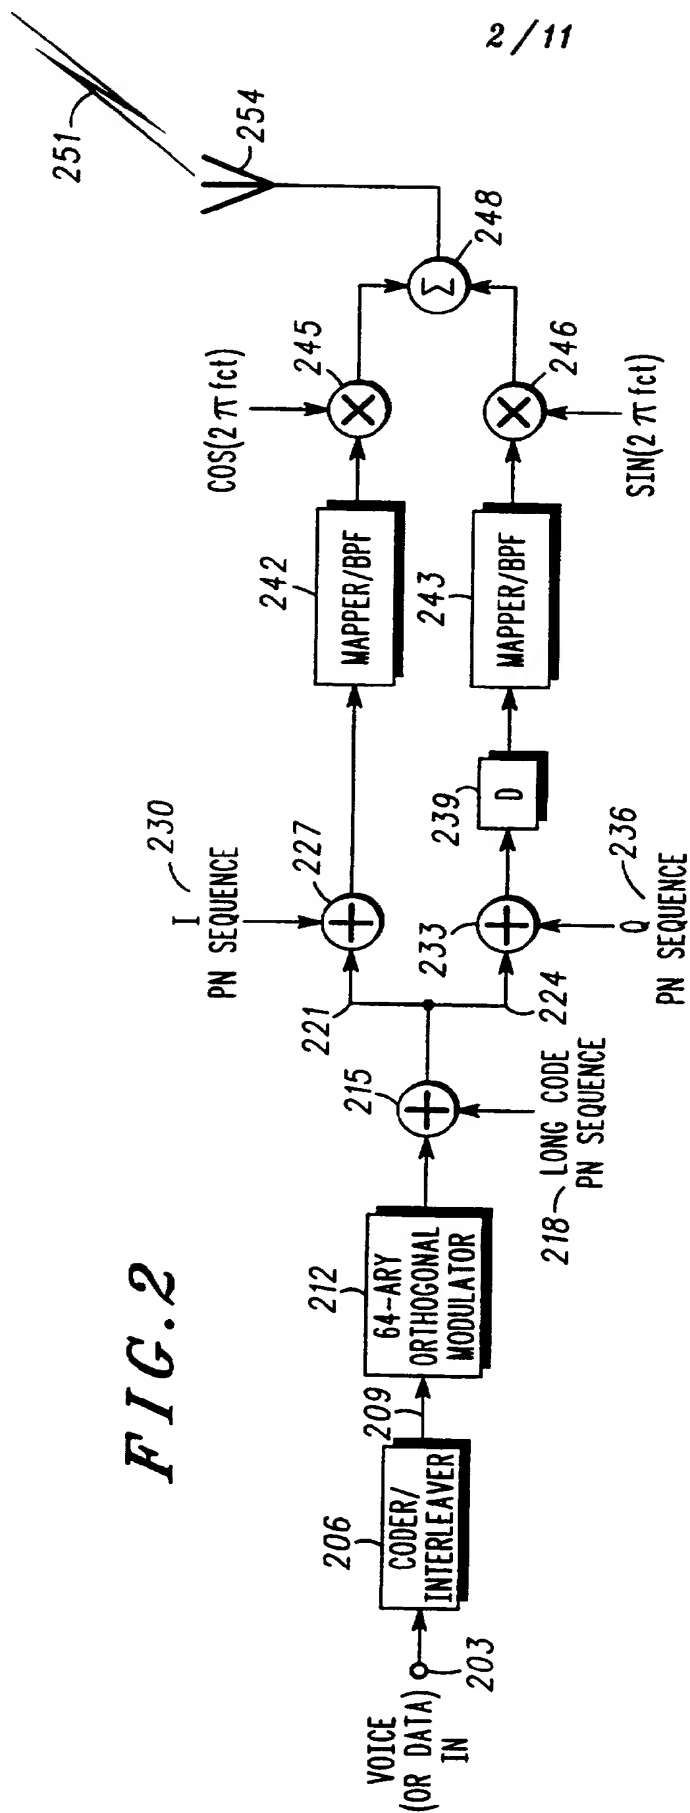 2/11
FIG.2
VOICE
(OR DATA)
IN
203
206
CODER/
INTERLEAVER
209
212
64-ARY
ORTHOGONAL
MODULATOR
215
218
LONG CODE
PN SEQUENCE
221
224
I
PN SEQUENCE
230
227
233
Q
PN SEQUENCE
236
239
D
242
MAPPER/BPF
243
MAPPER/BPF
COS(2πfct)
245
246
SIN(2πfct)
Σ
248
254
251